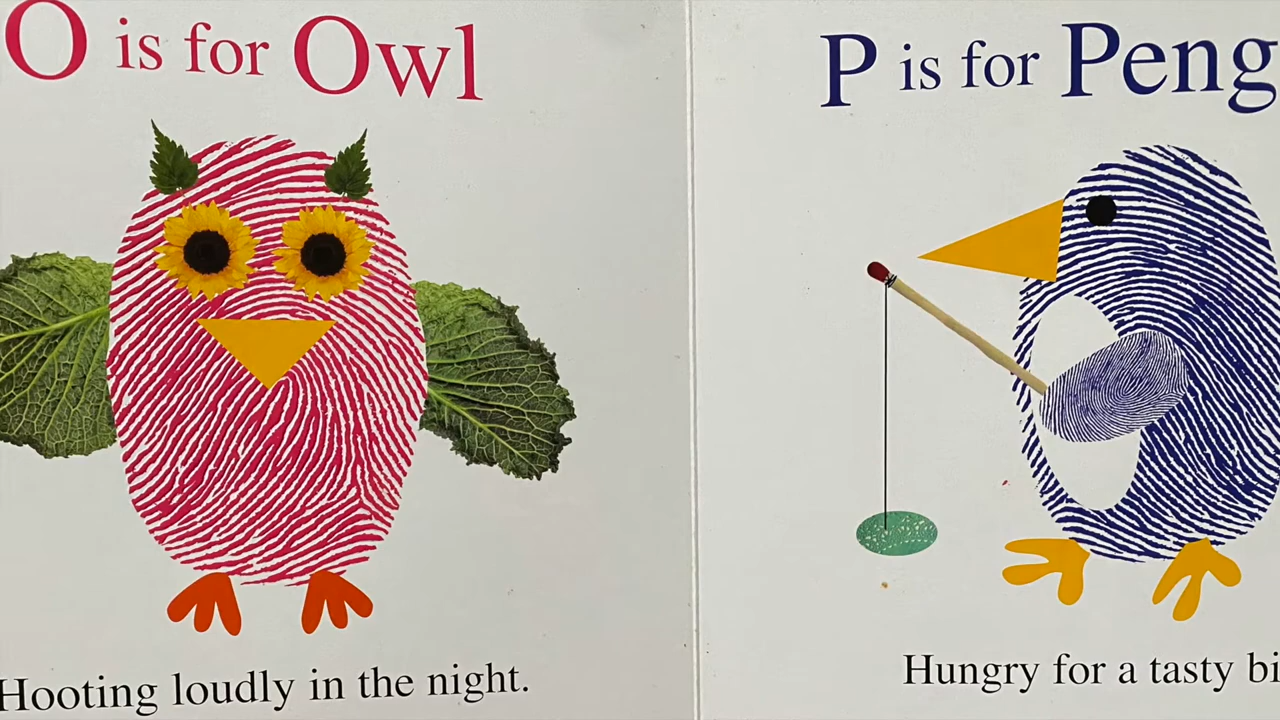 O is for Owl
Hooting loudly in the night.
P is for Peng
Hungry for a tasty bi